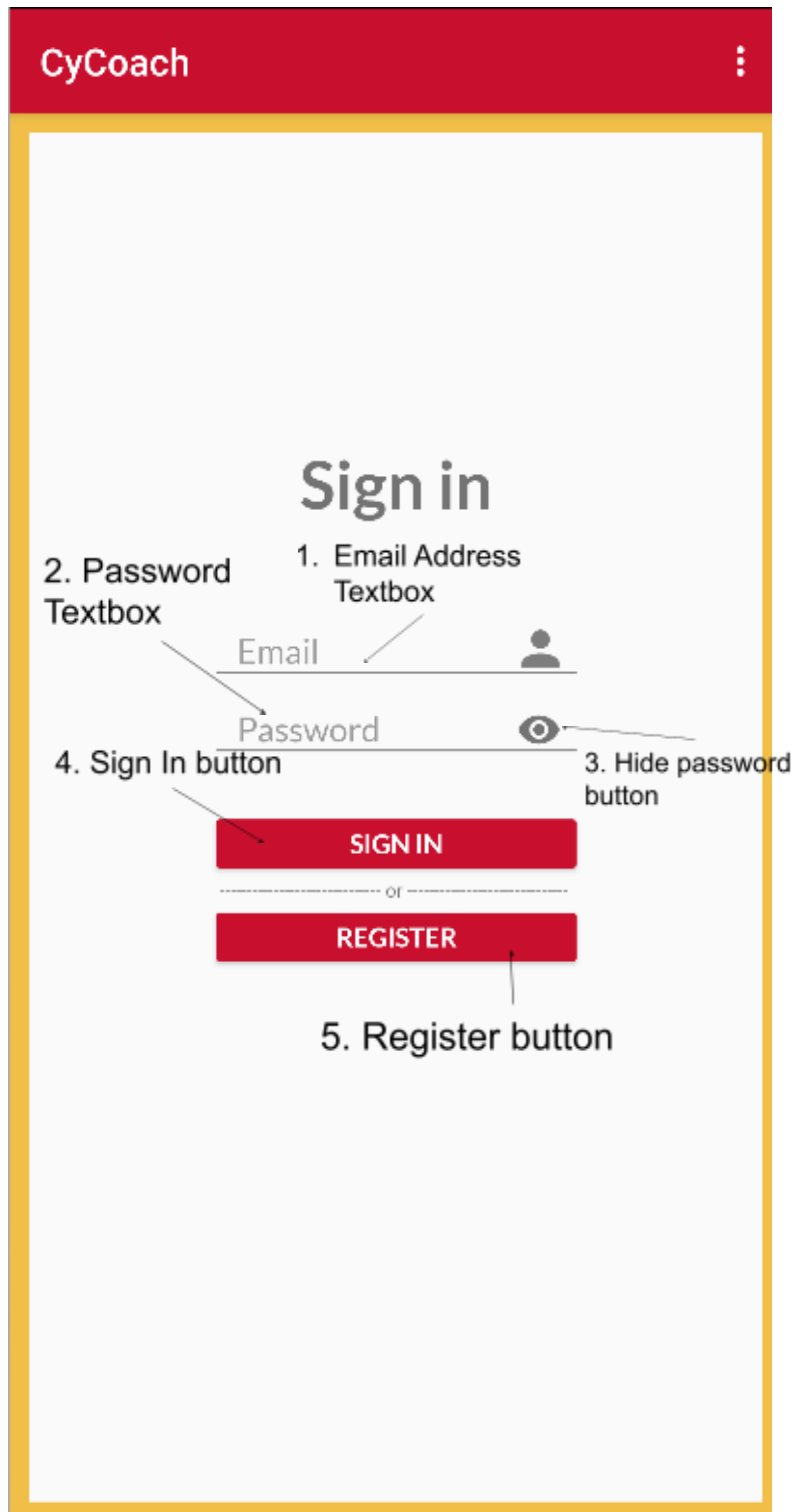 CyCoach
Sign in
1. Email Address
Textbox
2. Password
Textbox
Email
Password
3. Hide password
button
4. Sign In button
SIGN IN
or
REGISTER
5. Register button